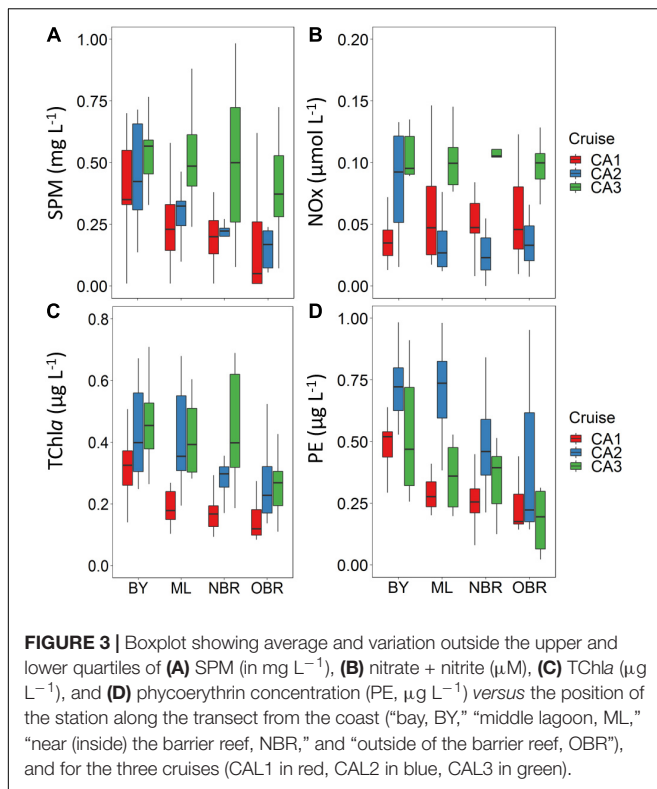 A
B
1.00
0.75
0.50
0.25
0.00
SPM (mg L⁻¹)
0.20
0.15
0.10
0.05
0.00
NOx (µmol L⁻¹)
Cruise
CA1
CA2
CA3
C
D
0.8
0.6
0.4
0.2
0.0
TChla (µg L⁻¹)
BY ML NBR OBR
1.00
0.75
0.50
0.25
0.00
PE (µg L⁻¹)
BY ML NBR OBR
Cruise
CA1
CA2
CA3
FIGURE 3 | Boxplot showing average and variation outside the upper and
lower quartiles of (A) SPM (in mg L⁻¹), (B) nitrate + nitrite (µM), (C) TChla (µg
L⁻¹), and (D) phycoerythrin concentration (PE, µg L⁻¹) versus the position of
the station along the transect from the coast (“bay, BY,” “middle lagoon, ML,”
“near (inside) the barrier reef, NBR,” and “outside of the barrier reef, OBR”),
and for the three cruises (CAL1 in red, CAL2 in blue, CAL3 in green).